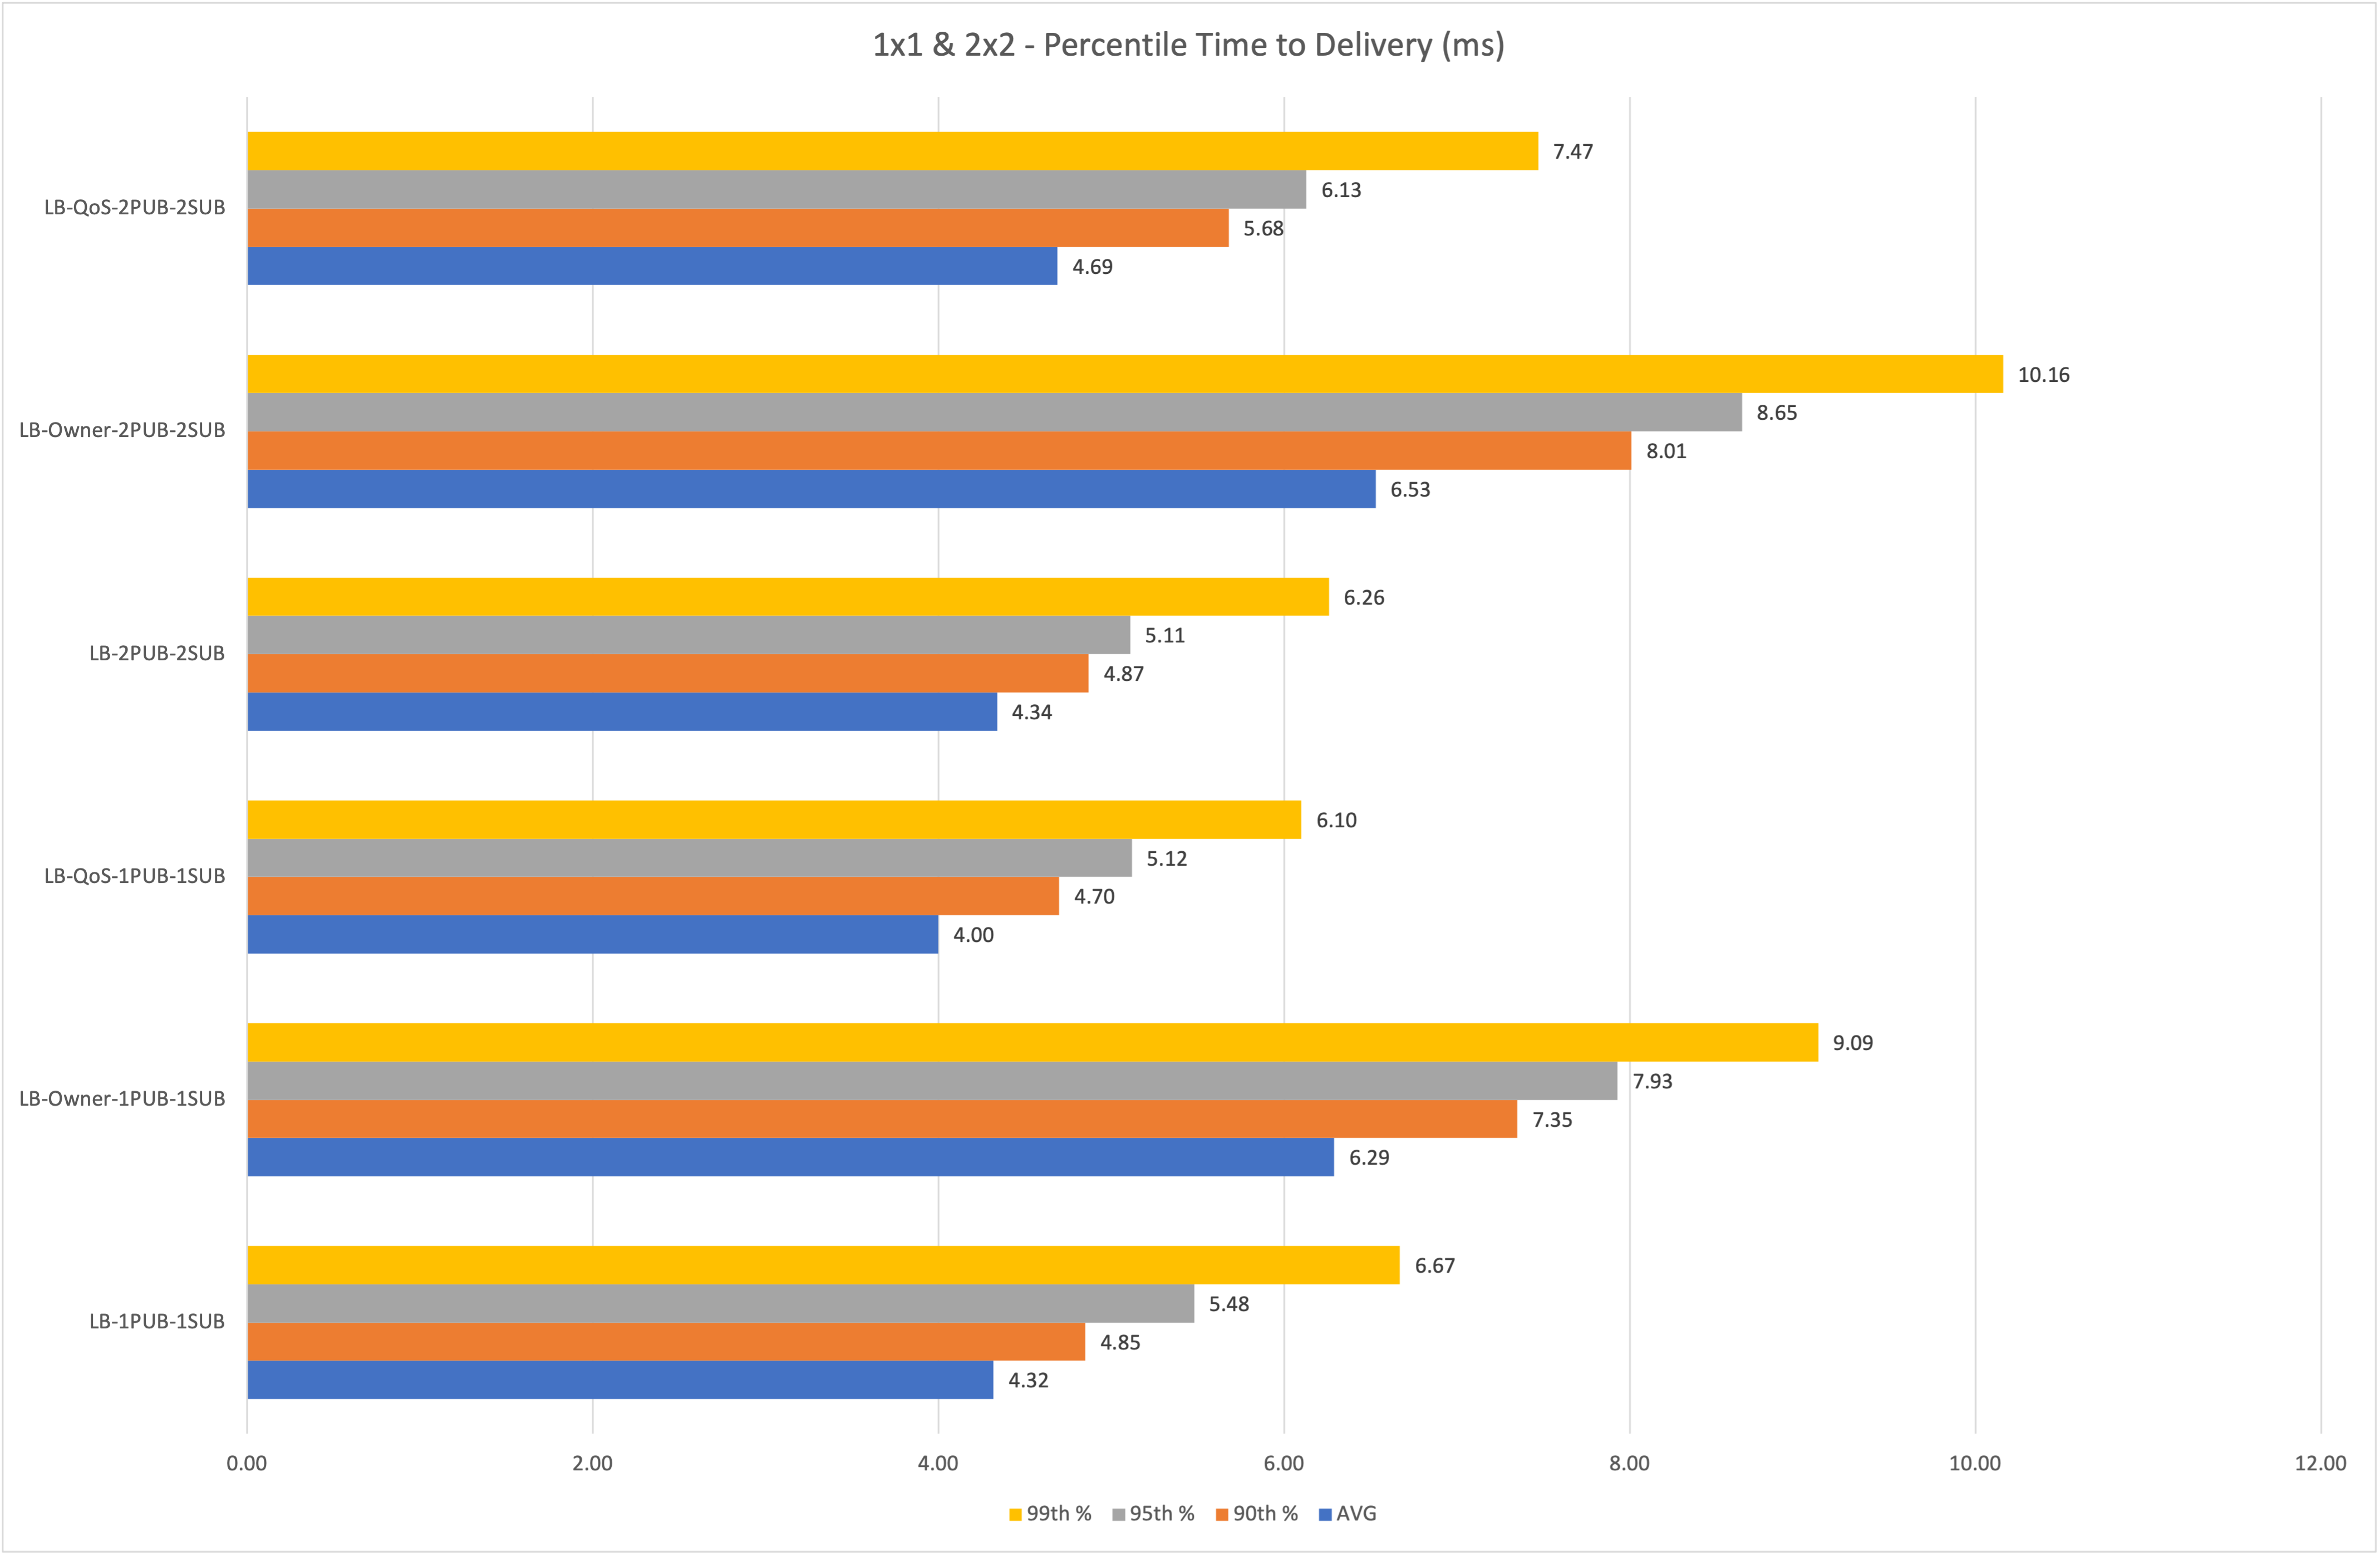 1x1 & 2x2 - Percentile Time to Delivery (ms)
LB-QoS-2PUB-2SUB
7.47
6.13
5.68
4.69
LB-Owner-2PUB-2SUB
10.16
8.65
8.01
6.53
LB-2PUB-2SUB
6.26
5.11
4.87
4.34
LB-QoS-1PUB-1SUB
6.10
5.12
4.70
4.00
LB-Owner-1PUB-1SUB
9.09
7.93
7.35
6.29
LB-1PUB-1SUB
6.67
5.48
4.85
4.32
0.00 2.00 4.00 6.00 8.00 10.00 12.00
99th % 95th % 90th % AVG